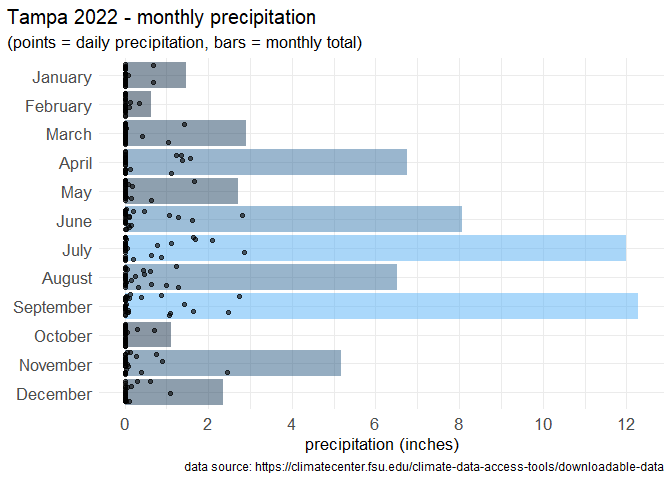 Tampa 2022 - monthly precipitation
(points = daily precipitation, bars = monthly total)
January
February
March
April
May
June
July
August
September
October
November
December
0 2 4 6 8 10 12
precipitation (inches)
data source: https://climatecenter.fsu.edu/climate-data-access-tools/downloadable-data